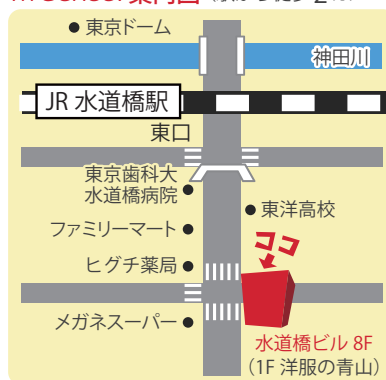 ● 東京ドーム
神田川
JR 水道橋駅
東口
東京歯科大
水道橋病院 ●
● 東洋高校
ファミリーマート ●
ココ
ヒグチ薬局 ●
メガネスーパー ●
水道橋ビル 8F
(1F 洋服の青山)